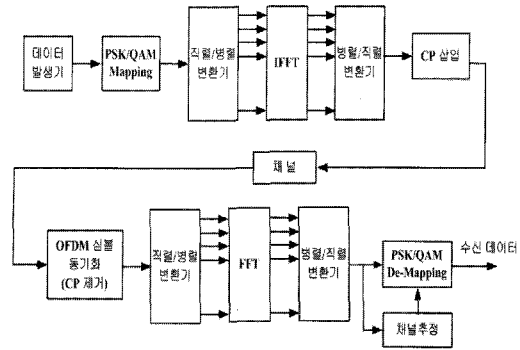 데이터
발생기
PSK/QAM
Mapping
직렬/병렬
변환기
IFFT
병렬/직렬
변환기
CP 삽입
채 널
OFDM 심볼
동기화
(CP 제거)
직렬/병렬
변환기
FFT
병렬/직렬
변환기
PSK/QAM
De-Mapping
수신 데이터
채널추정